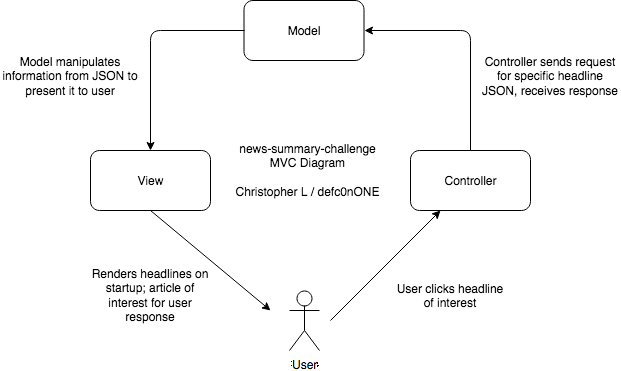 Model
Model manipulates
information from JSON to
present it to user
Controller sends request
for specific headline
JSON, receives response
news-summary-challenge
MVC Diagram
Christopher L / defc0nONE
View
Controller
Renders headlines on
startup; article of
interest for user
response
User clicks headline
of interest
User